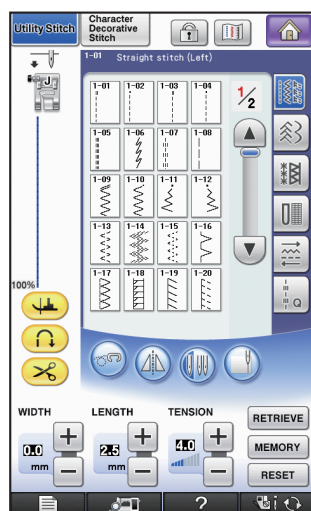 Utility Stitch
Character
Decorative
Stitch
1-01 Straight stitch (Left)
J
1-01 1-02 1-03 1-04
1/2
1-05 1-06 1-07 1-08
1-09 1-10 1-11 1-12
1-13 1-14 1-15 1-16
1-17 1-18 1-19 1-20
Q
100%
WIDTH LENGTH TENSION
RETRIEVE
0.0 mm + −
2.5 mm + −
4.0 + −
MEMORY
RESET
?